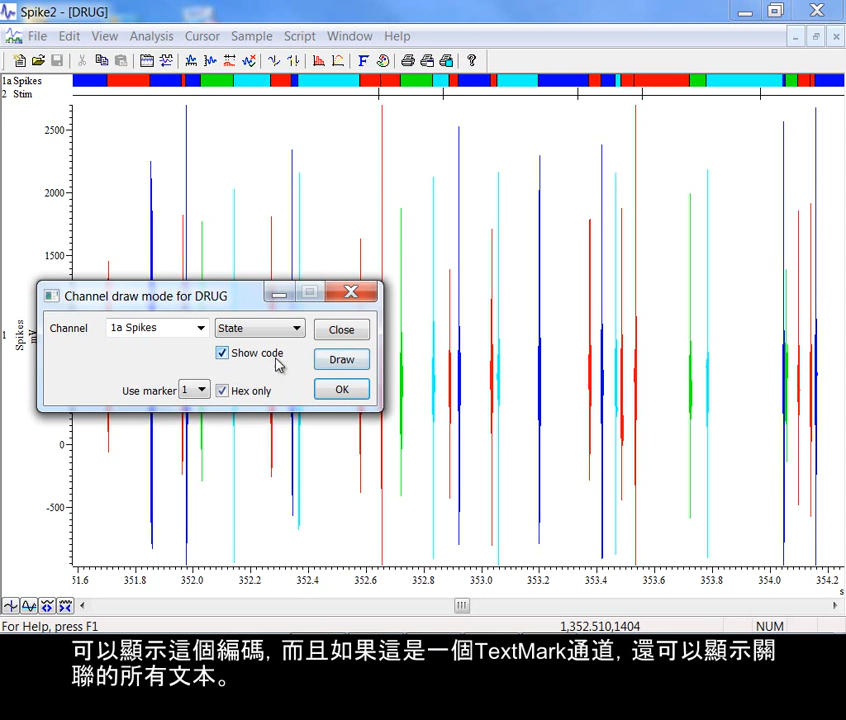 Spike2 - [DRUG]
File Edit View Analysis Cursor Sample Script Window Help
1a Spikes
2 Stim
2500
2000
1500
Channel draw mode for DRUG
Channel 1a Spikes State Close
1 Spikes mV
Show code Draw
Use marker 1 Hex only OK
0
-500
351.6 352.0 352.2 352.4 352.6 352.8 353.0 353.2 353.4 353.6 353.8 354.0 354.2
s
For Help, press F1 1,352.510,1404 NUM
可以顯示這個編碼, 而且如果這是一個TextMark通道, 還可以顯示關
聯的所有文本。